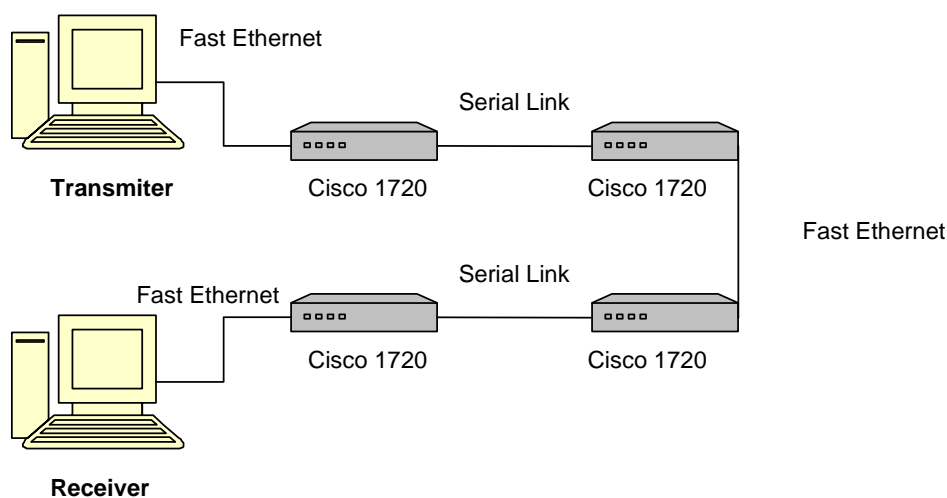 Fast Ethernet
Serial Link
Transmiter
Cisco 1720
Cisco 1720
Fast Ethernet
Serial Link
Fast Ethernet
Cisco 1720
Cisco 1720
Receiver